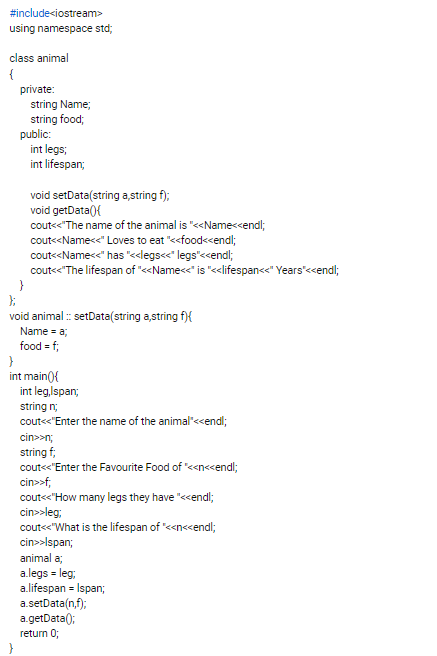 #include<iostream>
using namespace std;
class animal
{
private:
string Name;
string food;
public:
int legs;
int lifespan;
void setData(string a,string f);
void getData(){
cout<<"The name of the animal is "<<Name<<endl;
cout<<Name<<" Loves to eat "<<food<<endl;
cout<<Name<<" has "<<legs<<" legs"<<endl;
cout<<"The lifespan of "<<Name<<" is "<<lifespan<<" Years"<<endl;
}
};
void animal :: setData(string a,string f){
Name = a;
food = f;
}
int main(){
int leg,lspan;
string n;
cout<<"Enter the name of the animal"<<endl;
cin>>n;
string f;
cout<<"Enter the Favourite Food of "<<n<<endl;
cin>>f;
cout<<"How many legs they have "<<endl;
cin>>leg;
cout<<"What is the lifespan of "<<n<<endl;
cin>>lspan;
animal a;
a.legs = leg;
a.lifespan = lspan;
a.setData(n,f);
a.getData();
return 0;
}